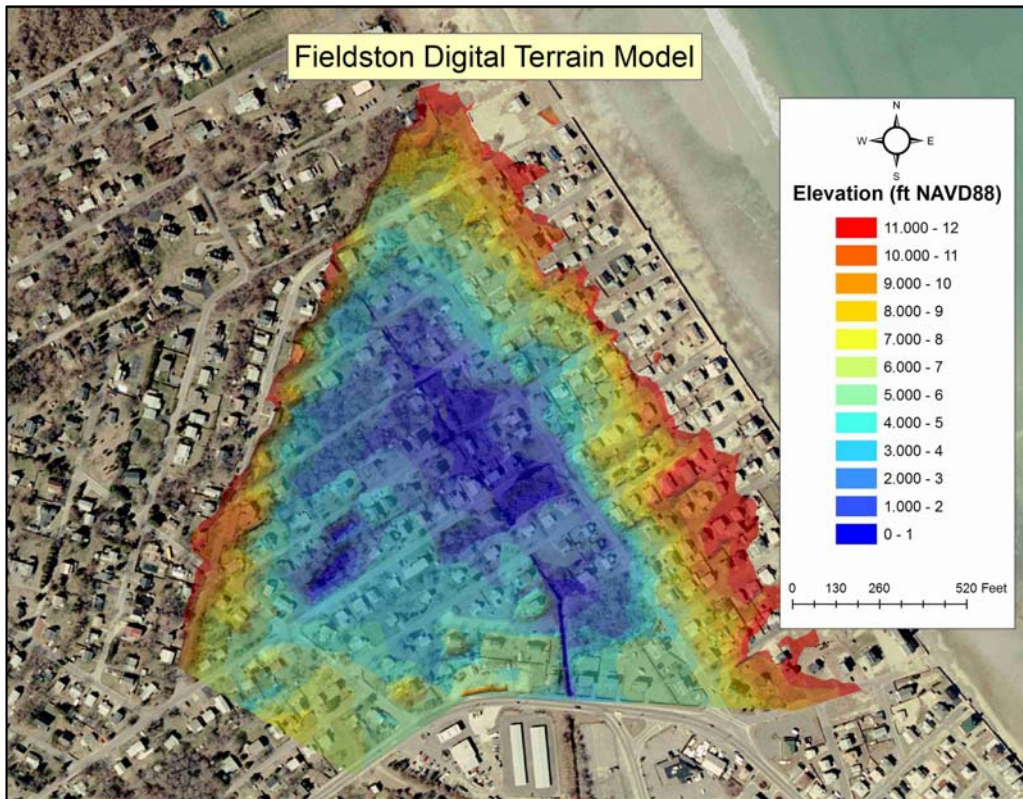 Fieldston Digital Terrain Model
N
W E
S
Elevation (ft NAVD88)
11.000 - 12
10.000 - 11
9.000 - 10
8.000 - 9
7.000 - 8
6.000 - 7
5.000 - 6
4.000 - 5
3.000 - 4
2.000 - 3
1.000 - 2
0 - 1
0 130 260 520 Feet